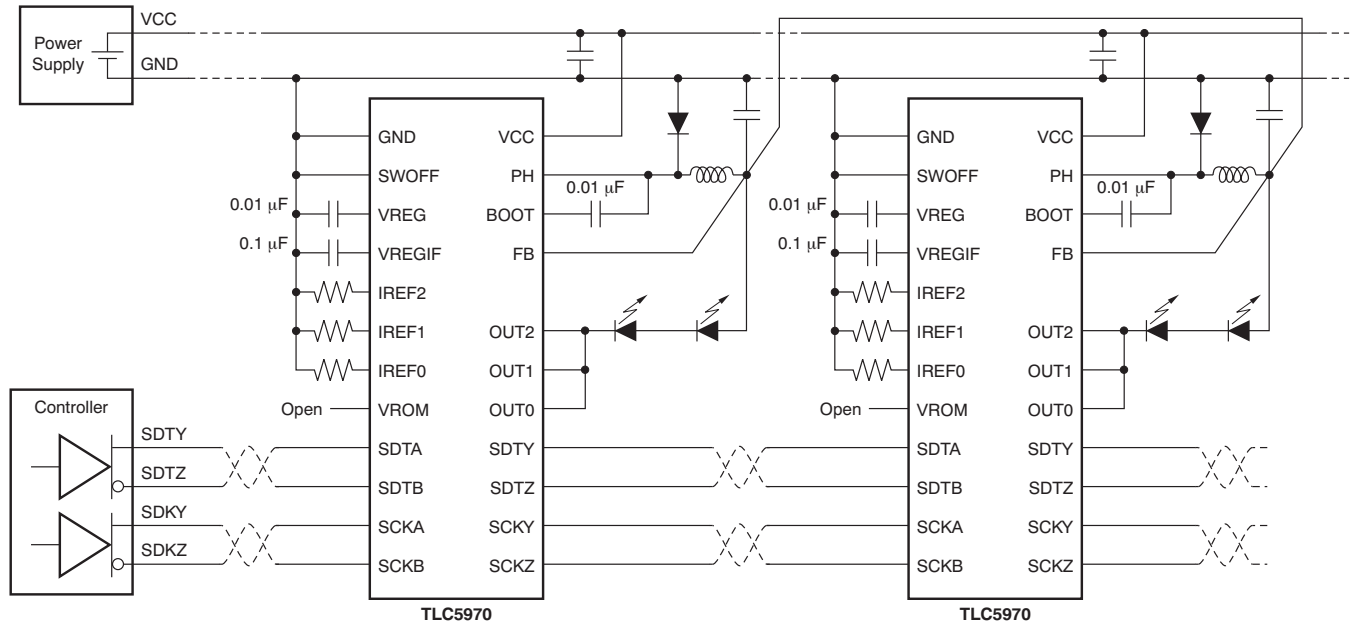 VCC
Power
Supply
GND
GND
SWOFF
0.01 µF
VREG
0.1 µF
VREGIF
IREF2
IREF1
IREF0
Open
VROM
SDTA
SDTB
SCKA
SCKB
VCC
PH
0.01 µF
BOOT
FB
OUT2
OUT1
OUT0
SDTY
SDTZ
SCKY
SCKZ
TLC5970
GND
SWOFF
0.01 µF
VREG
0.1 µF
VREGIF
IREF2
IREF1
IREF0
Open
VROM
SDTA
SDTB
SCKA
SCKB
VCC
PH
0.01 µF
BOOT
FB
OUT2
OUT1
OUT0
SDTY
SDTZ
SCKY
SCKZ
TLC5970
Controller
SDTY
SDTZ
SDKY
SDKZ